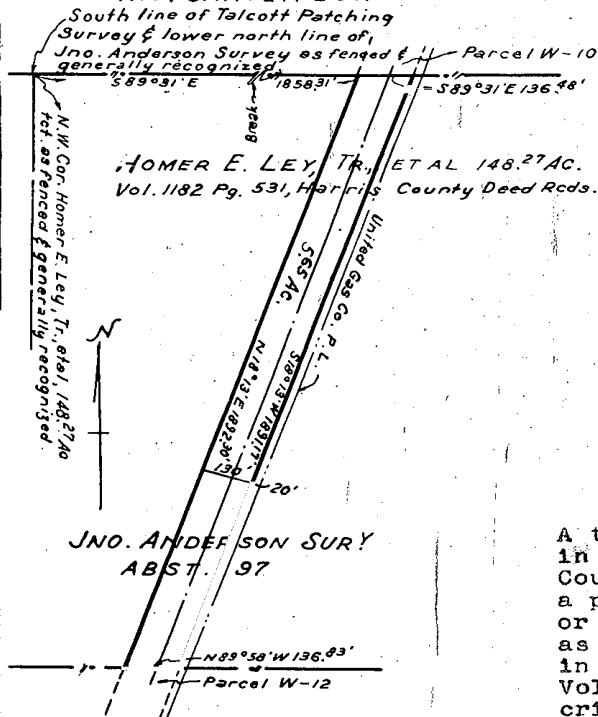 South line of Talcott Patching
Survey & lower north line of,
Jno. Anderson Survey as fenced &
generally recognized
Parcel W-10
S 89°31' E
1858.31'
S 89°31' E 136.48'
Break
N.W. Cor. Homer E. Ley, Tr., et al, 148.27 Ac
tct. as fenced & generally recognized.
HOMER E. LEY, TR., ET AL 148.27 AC.
Vol. 1182 Pg. 531, Harris County Deed Rcds.
United Gas Co. P. L.
5.65 Ac.
N
N 18°13' E 1892.30'
S 18°13' W 1891.17'
130'
20'
JNO. ANDERSON SUR'Y
ABST. 97
N 89°58' W 136.83'
Parcel W-12
A t
in
Cou
a p
or
as
in
Vol
cri